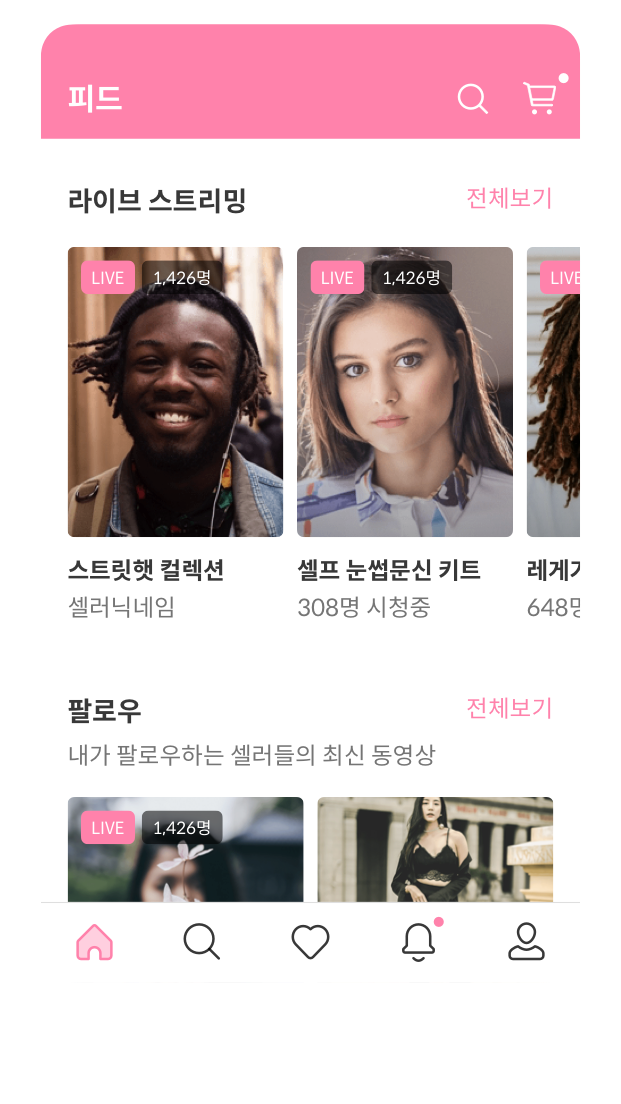 피드
라이브 스트리밍 전체보기
LIVE 1,426명 LIVE 1,426명
스트릿햇 컬렉션 셀프 눈썹문신 키트 레게
셀러닉네임 308명 시청중 648명
팔로우 전체보기
내가 팔로우하는 셀러들의 최신 동영상
LIVE 1,426명